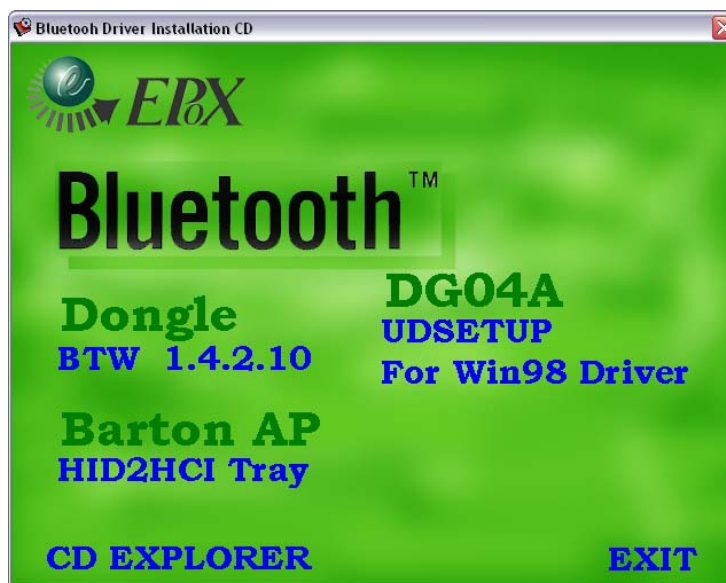 Bluetooh Driver Installation CD
EPoX
Bluetooth™
Dongle
BTW 1.4.2.10
DG04A
UDSETUP
For Win98 Driver
Barton AP
HID2HCI Tray
CD EXPLORER
EXIT